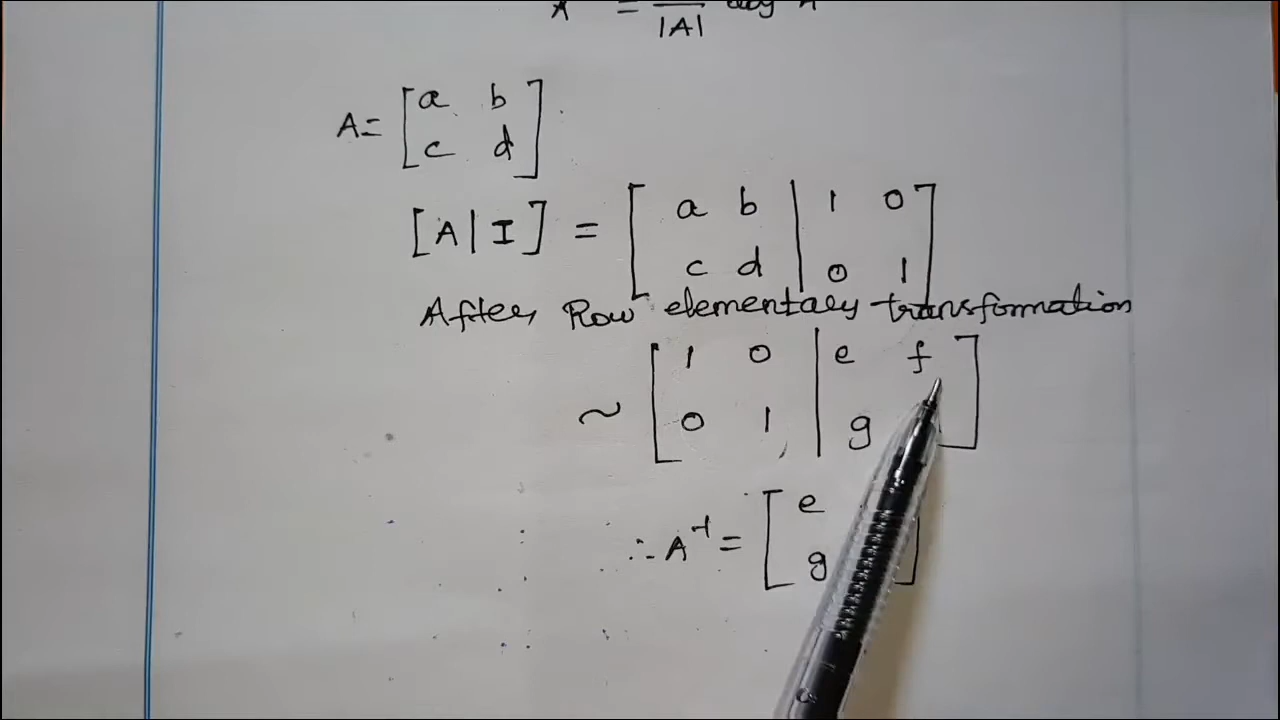 = |A|
A= [a b
c d]
[A|I] = [a b | 1 0
c d | 0 1]
After Row elementary transformation
~ [1 0 | e f
0 1 | g ]
∴ A⁻¹ = [e
g ]